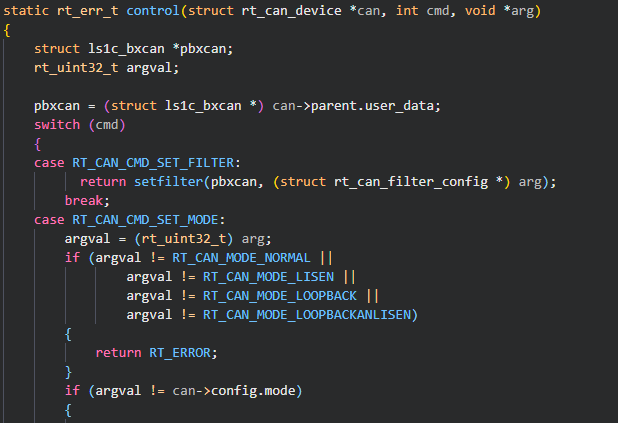 static rt_err_t control(struct rt_can_device *can, int cmd, void *arg)
{
struct ls1c_bxcan *pbxcan;
rt_uint32_t argval;
pbxcan = (struct ls1c_bxcan *) can->parent.user_data;
switch (cmd)
{
case RT_CAN_CMD_SET_FILTER:
return setfilter(pbxcan, (struct rt_can_filter_config *) arg);
break;
case RT_CAN_CMD_SET_MODE:
argval = (rt_uint32_t) arg;
if (argval != RT_CAN_MODE_NORMAL ||
argval != RT_CAN_MODE_LISEN ||
argval != RT_CAN_MODE_LOOPBACK ||
argval != RT_CAN_MODE_LOOPBACKANLISEN)
{
return RT_ERROR;
}
if (argval != can->config.mode)
{